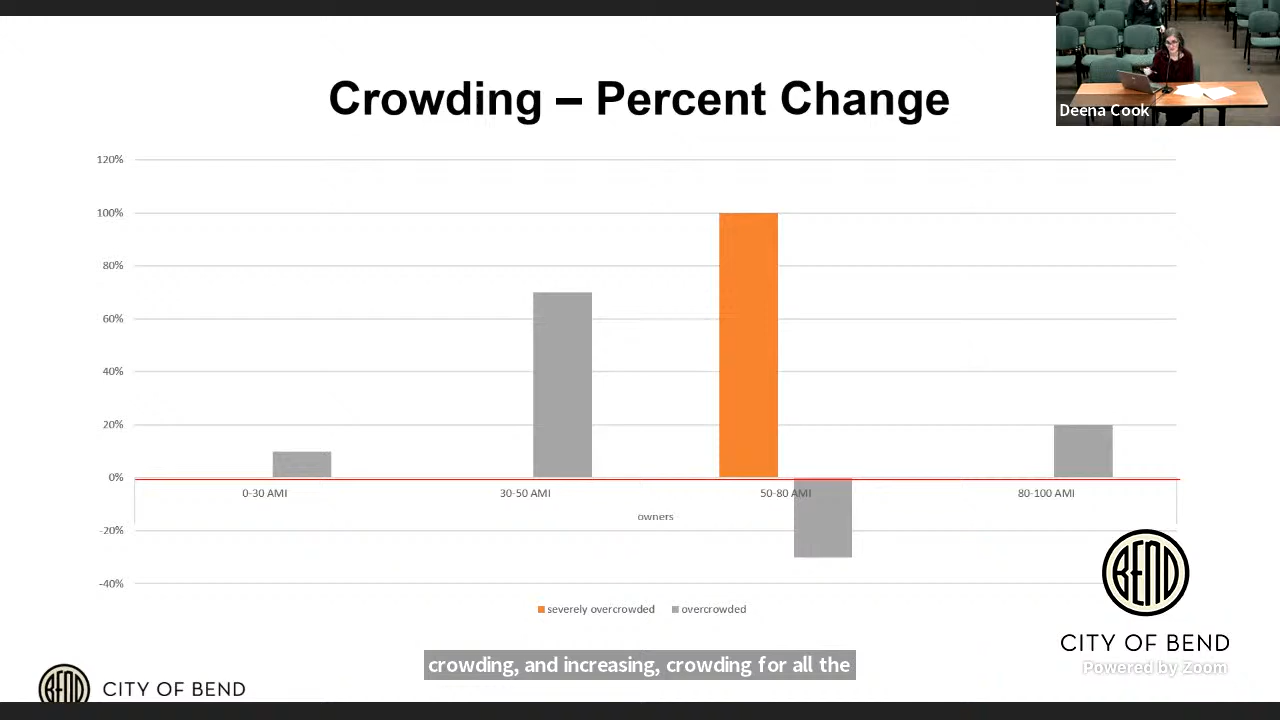 Crowding – Percent Change
Deena Cook
120%
100%
80%
60%
40%
20%
0%
-20%
-40%
0-30 AMI
30-50 AMI
50-80 AMI
80-100 AMI
owners
severely overcrowded
overcrowded
BEND
CITY OF BEND
Powered by Zoom
crowding, and increasing, crowding for all the
BEND
CITY OF BEND